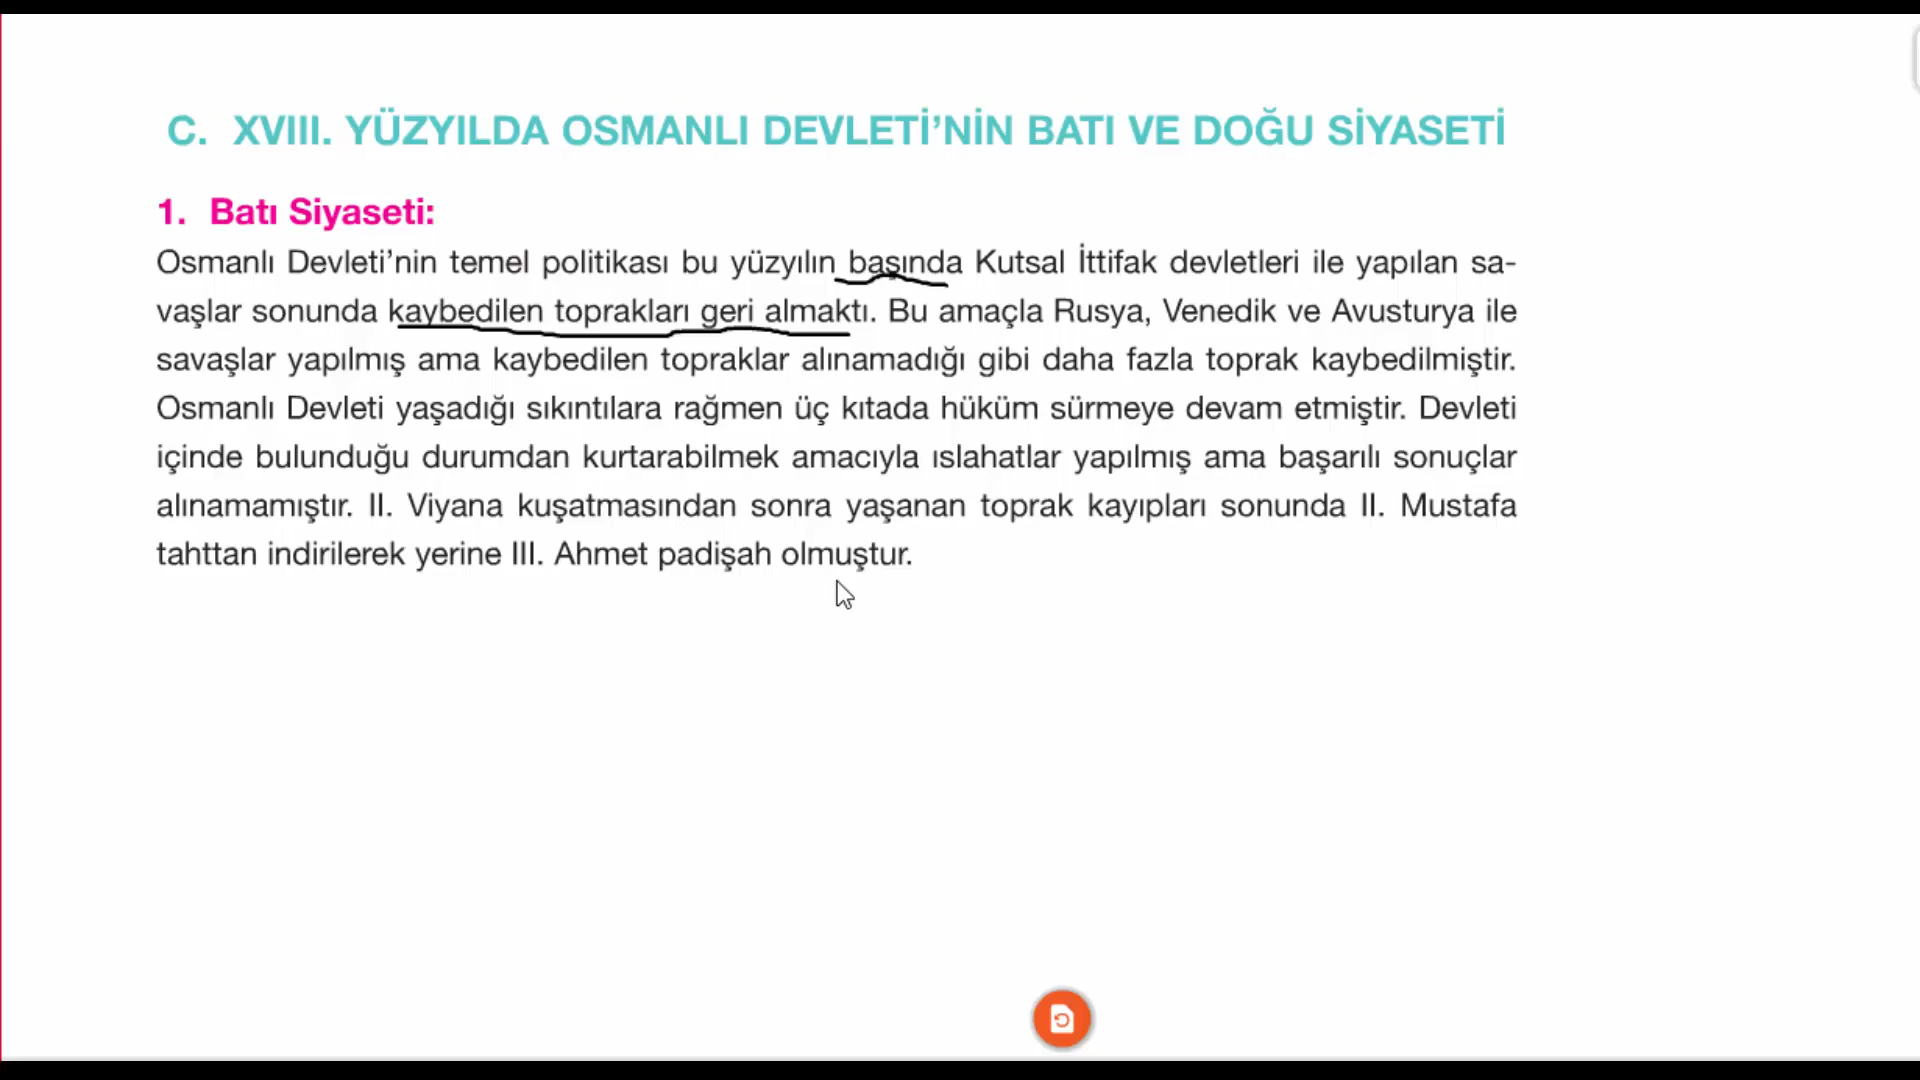 C. XVIII. YÜZYILDA OSMANLI DEVLETİ’NİN BATI VE DOĞU SİYASETİ
1. Batı Siyaseti:
Osmanlı Devleti’nin temel politikası bu yüzyılın başında Kutsal İttifak devletleri ile yapılan sa-
vaşlar sonunda kaybedilen toprakları geri almaktı. Bu amaçla Rusya, Venedik ve Avusturya ile
savaşlar yapılmış ama kaybedilen topraklar alınamadığı gibi daha fazla toprak kaybedilmiştir.
Osmanlı Devleti yaşadığı sıkıntılara rağmen üç kıtada hüküm sürmeye devam etmiştir. Devleti
içinde bulunduğu durumdan kurtarabilmek amacıyla ıslahatlar yapılmış ama başarılı sonuçlar
alınamamıştır. II. Viyana kuşatmasından sonra yaşanan toprak kayıpları sonunda II. Mustafa
tahttan indirilerek yerine III. Ahmet padişah olmuştur.